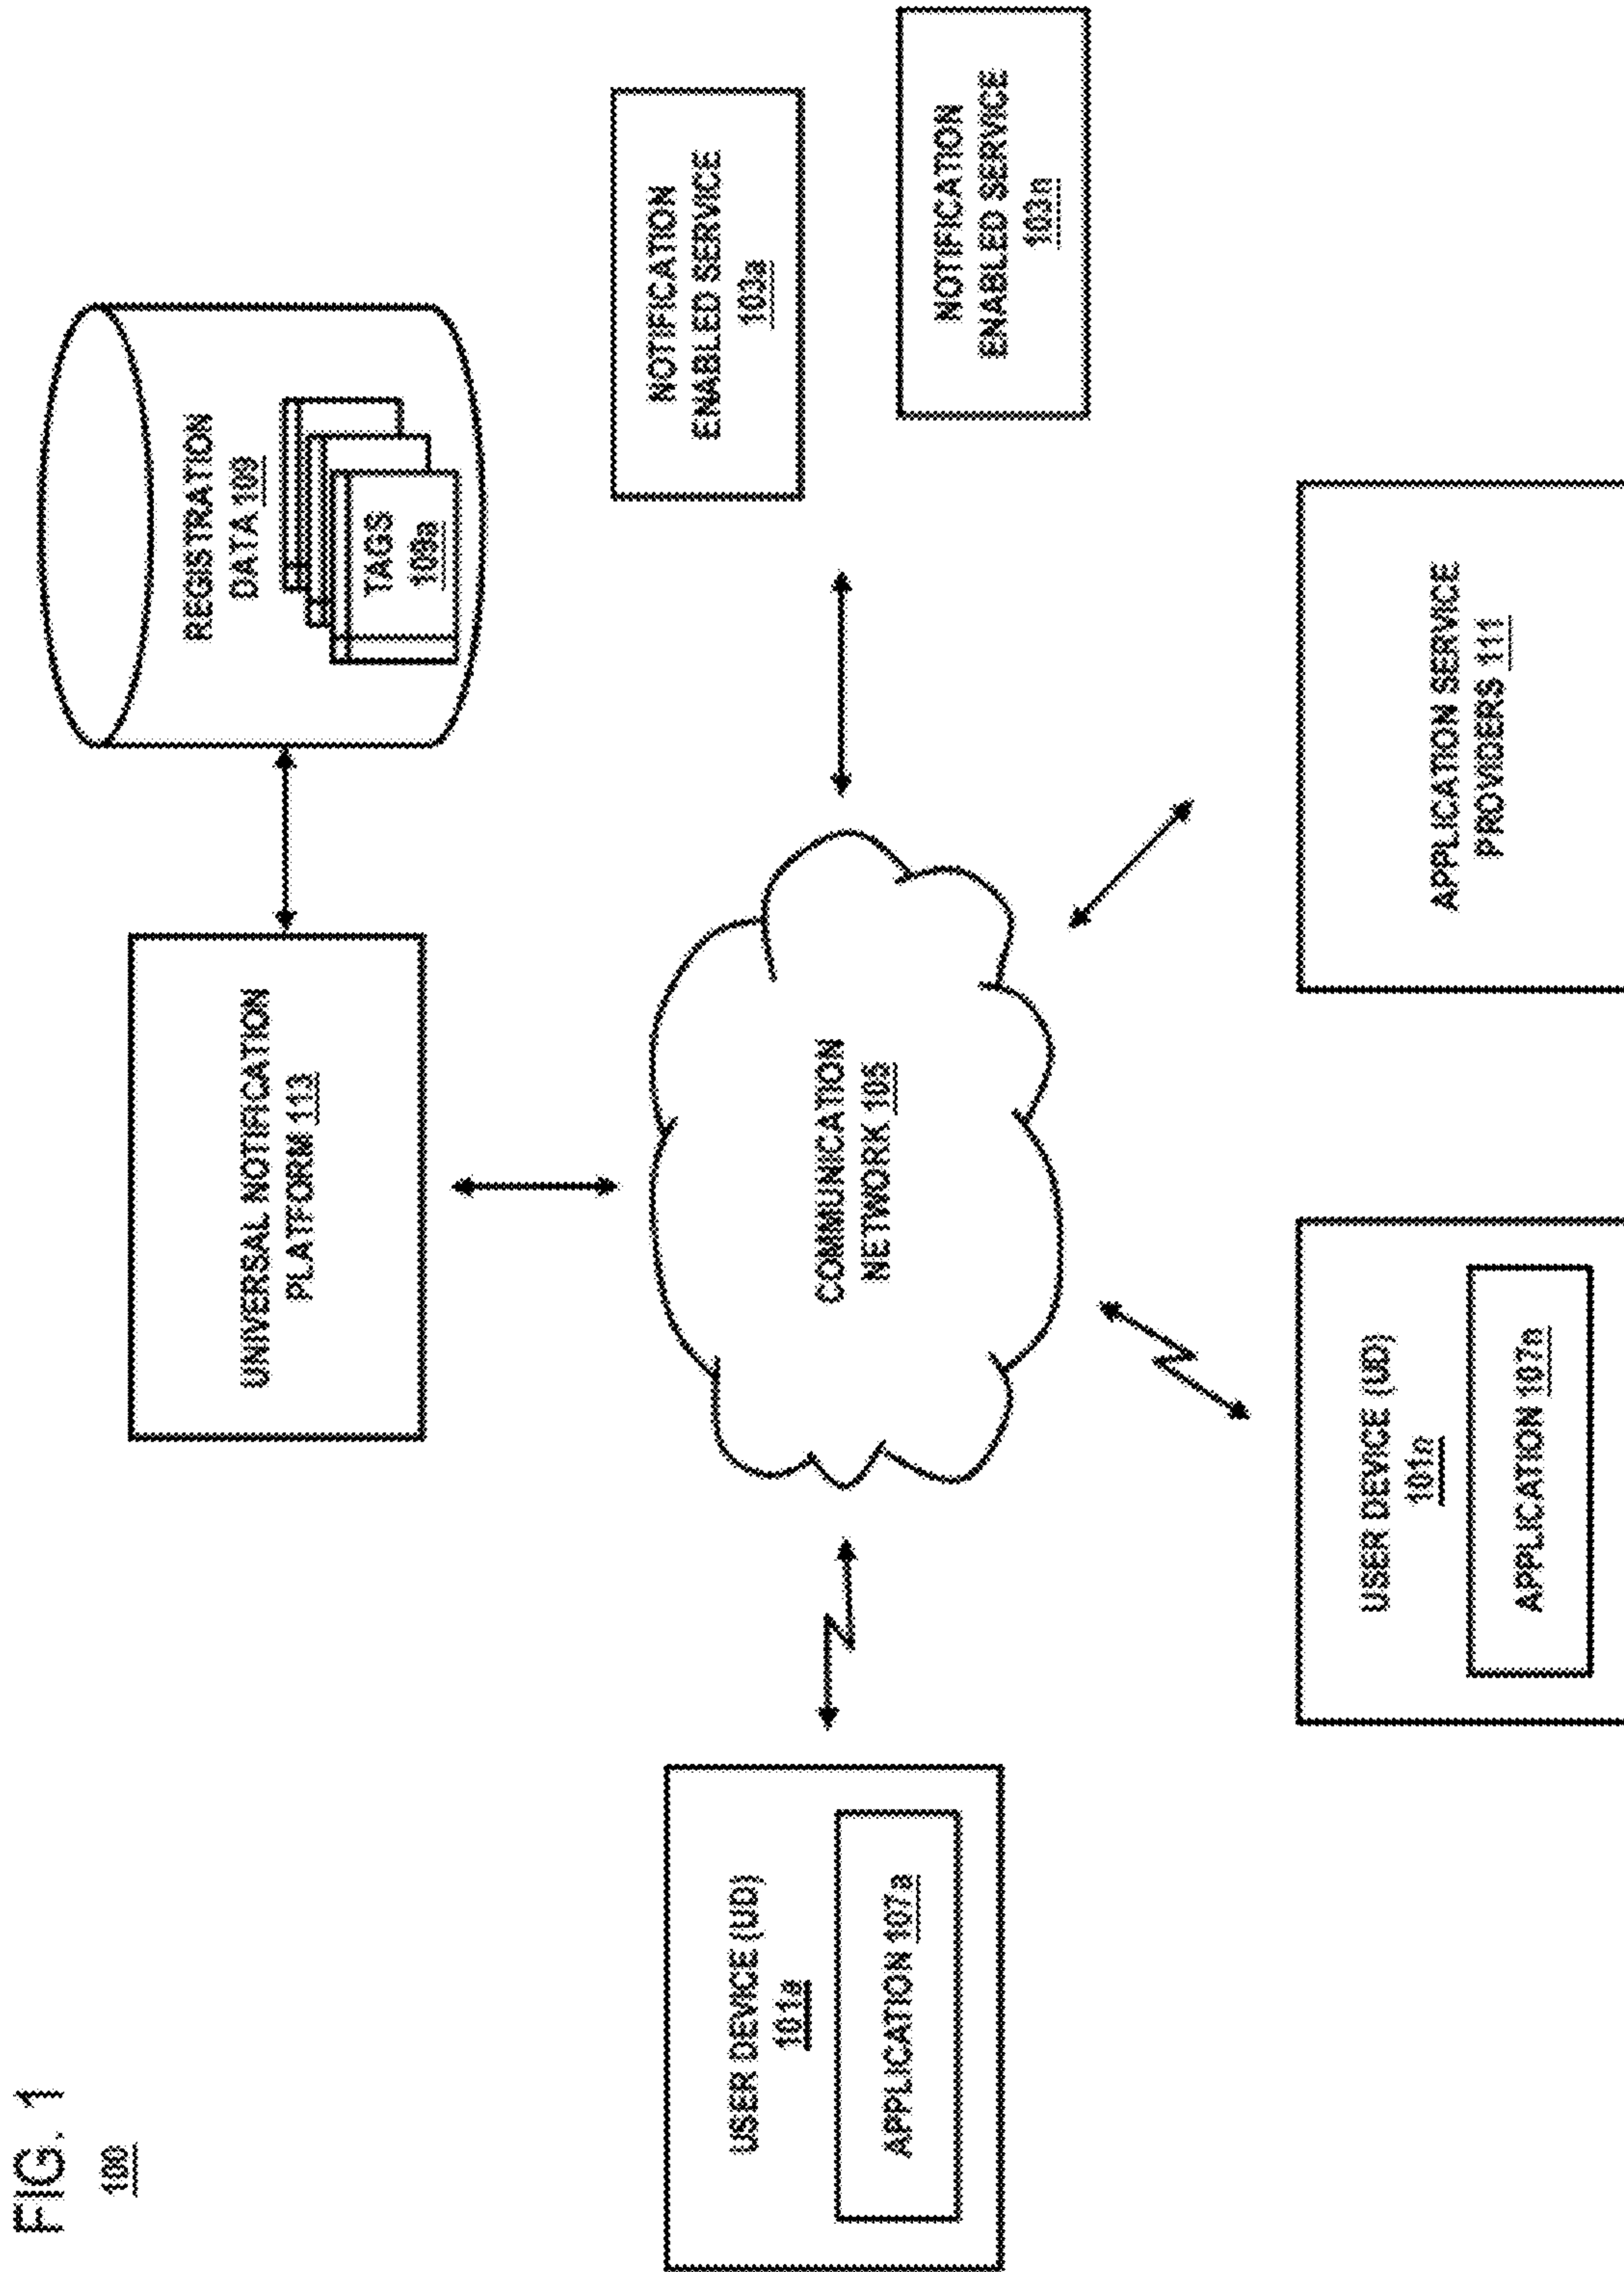 FIG. 1
100
UNIVERSAL NOTIFICATION
PLATFORM 113
REGISTRATION
DATA 109
TAGS
109a
USER DEVICE (UD)
101a
APPLICATION 107a
COMMUNICATION
NETWORK 105
NOTIFICATION
ENABLED SERVICE
103a
NOTIFICATION
ENABLED SERVICE
103n
USER DEVICE (UD)
101n
APPLICATION 107n
APPLICATION SERVICE
PROVIDERS 111